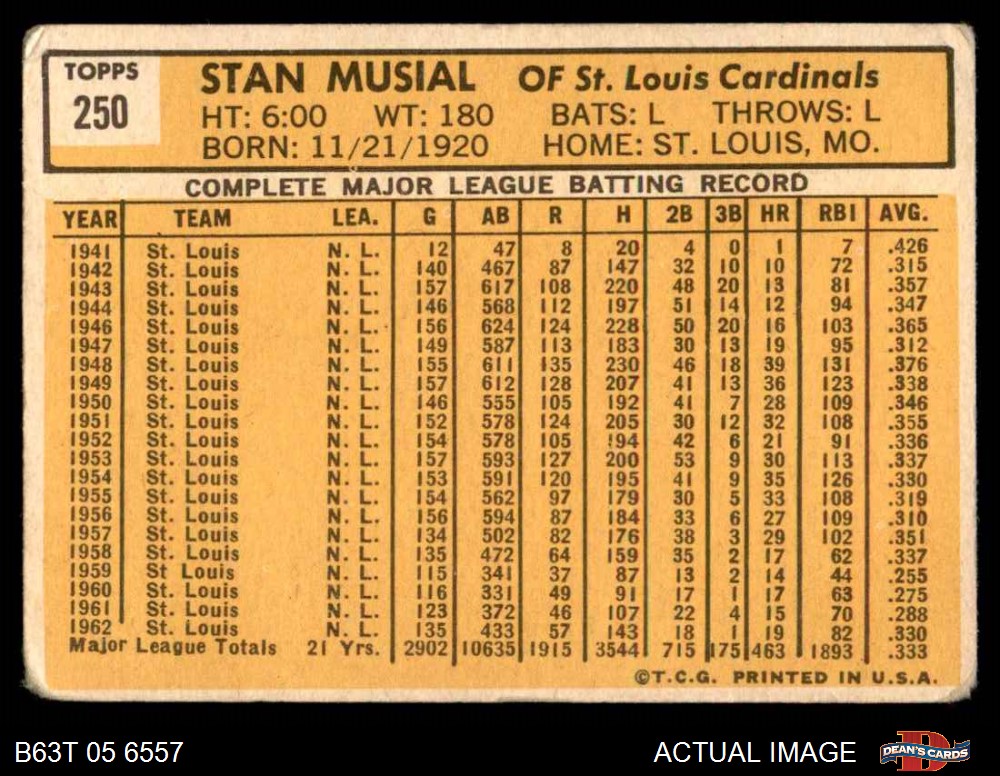 TOPPS
250
STAN MUSIAL OF St. Louis Cardinals
HT: 6:00 WT: 180 BATS: L THROWS: L
BORN: 11/21/1920 HOME: ST. LOUIS, MO.
COMPLETE MAJOR LEAGUE BATTING RECORD
YEAR TEAM LEA. G AB R H 2B 3B HR RBI AVG.
1941 St. Louis N. L. 12 47 8 20 4 0 1 7 .426
1942 St. Louis N. L. 140 467 87 147 32 10 10 72 .315
1943 St. Louis N. L. 157 617 108 220 48 20 13 81 .357
1944 St. Louis N. L. 146 568 112 197 51 14 12 94 .347
1946 St. Louis N. L. 156 624 124 228 50 20 16 103 .365
1947 St. Louis N. L. 149 587 113 183 30 13 19 95 .312
1948 St. Louis N. L. 155 611 135 230 46 18 39 131 .376
1949 St. Louis N. L. 157 612 128 207 41 13 36 123 .338
1950 St. Louis N. L. 146 555 105 192 41 7 28 109 .346
1951 St. Louis N. L. 152 578 124 205 30 12 32 108 .355
1952 St. Louis N. L. 154 578 105 194 42 6 21 91 .336
1953 St. Louis N. L. 157 593 127 200 53 9 30 113 .337
1954 St. Louis N. L. 153 591 120 195 41 9 35 126 .330
1955 St. Louis N. L. 154 562 97 179 30 5 33 108 .319
1956 St. Louis N. L. 156 594 87 184 33 6 27 109 .310
1957 St. Louis N. L. 134 502 82 176 38 3 29 102 .351
1958 St. Louis N. L. 135 472 64 159 35 2 17 62 .337
1959 St Louis N. L. 115 341 37 87 13 2 14 44 .255
1960 St. Louis N. L. 116 331 49 91 17 1 17 63 .275
1961 St. Louis N. L. 123 372 46 107 22 4 15 70 .288
1962 St. Louis N. L. 135 433 57 143 18 1 19 82 .330
Major League Totals 21 Yrs. 2902 10635 1915 3544 715 175 463 1893 .333
©T.C.G. PRINTED IN U.S.A.
B63T 05 6557 ACTUAL IMAGE DEAN'S CARDS